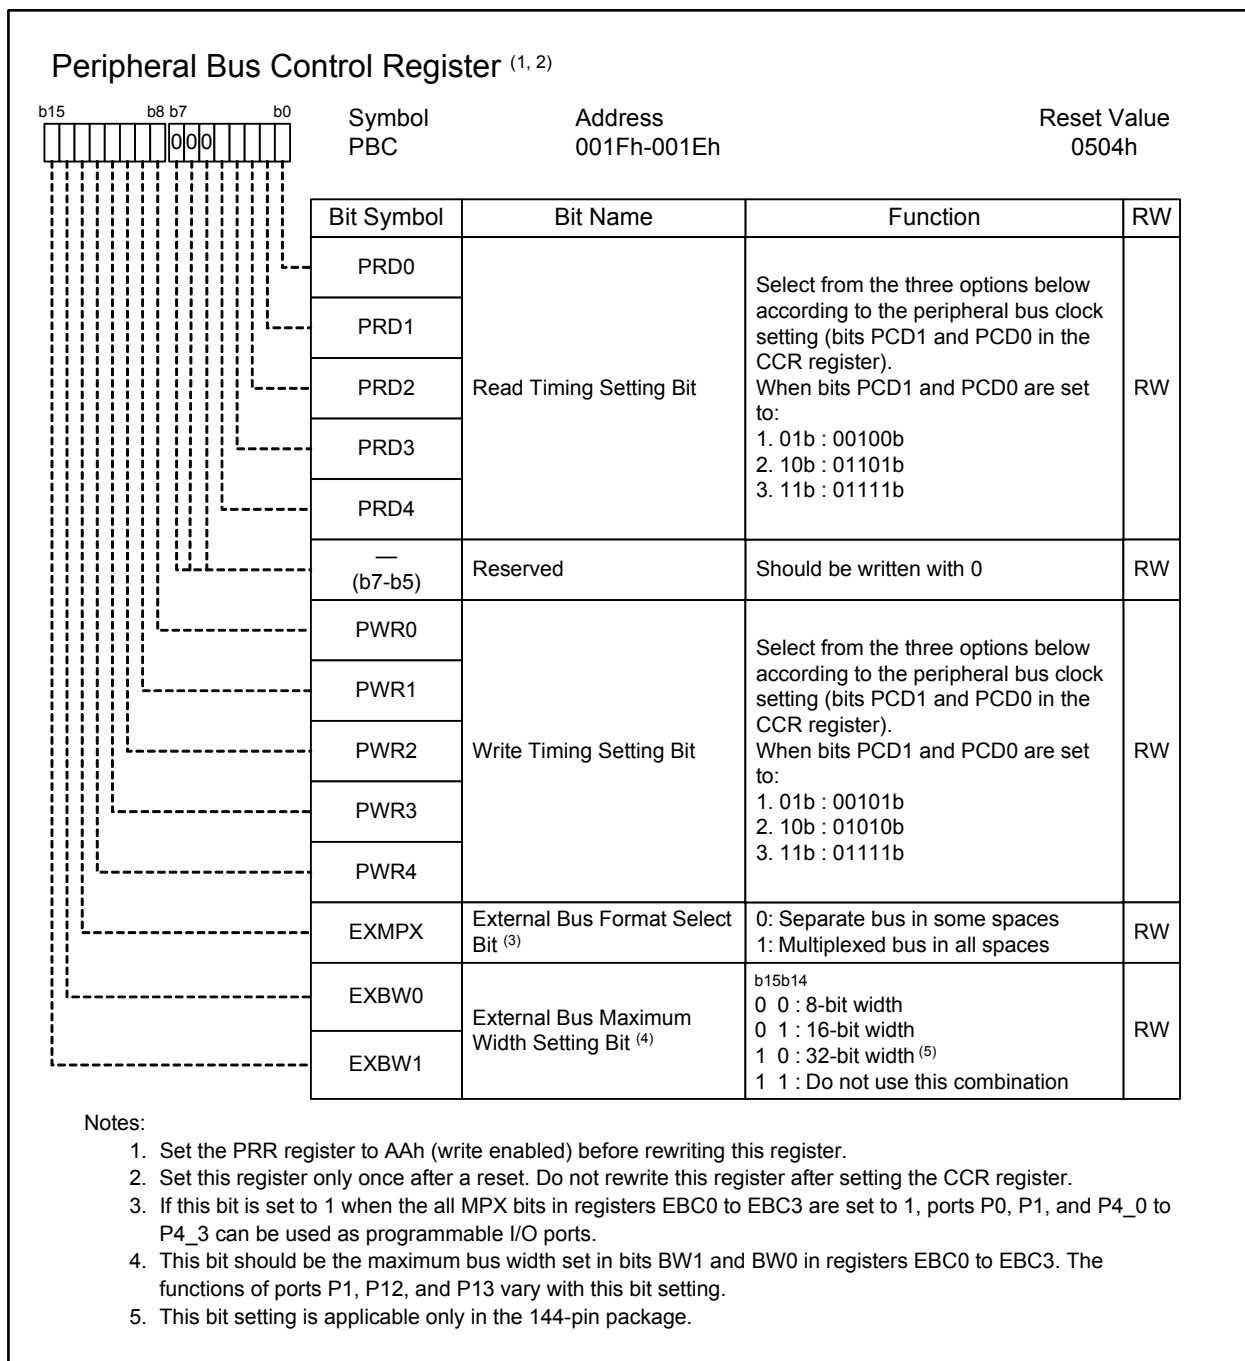 Peripheral Bus Control Register (1, 2)
b15 b8 b7 b0
0 0 0
Symbol Address Reset Value
PBC 001Fh-001Eh 0504h
Bit Symbol Bit Name Function RW
PRD0
PRD1
PRD2
PRD3
PRD4
Read Timing Setting Bit
Select from the three options below
according to the peripheral bus clock
setting (bits PCD1 and PCD0 in the
CCR register).
When bits PCD1 and PCD0 are set
to:
1. 01b : 00100b
2. 10b : 01101b
3. 11b : 01111b
RW
—
(b7-b5)
Reserved
Should be written with 0
RW
PWR0
PWR1
PWR2
PWR3
PWR4
Write Timing Setting Bit
Select from the three options below
according to the peripheral bus clock
setting (bits PCD1 and PCD0 in the
CCR register).
When bits PCD1 and PCD0 are set
to:
1. 01b : 00101b
2. 10b : 01010b
3. 11b : 01111b
RW
EXMPX
External Bus Format Select
Bit (3)
0: Separate bus in some spaces
1: Multiplexed bus in all spaces
RW
EXBW0
EXBW1
External Bus Maximum
Width Setting Bit (4)
b15b14
0 0 : 8-bit width
0 1 : 16-bit width
1 0 : 32-bit width (5)
1 1 : Do not use this combination
RW
Notes:
1. Set the PRR register to AAh (write enabled) before rewriting this register.
2. Set this register only once after a reset. Do not rewrite this register after setting the CCR register.
3. If this bit is set to 1 when the all MPX bits in registers EBC0 to EBC3 are set to 1, ports P0, P1, and P4_0 to
P4_3 can be used as programmable I/O ports.
4. This bit should be the maximum bus width set in bits BW1 and BW0 in registers EBC0 to EBC3. The
functions of ports P1, P12, and P13 vary with this bit setting.
5. This bit setting is applicable only in the 144-pin package.